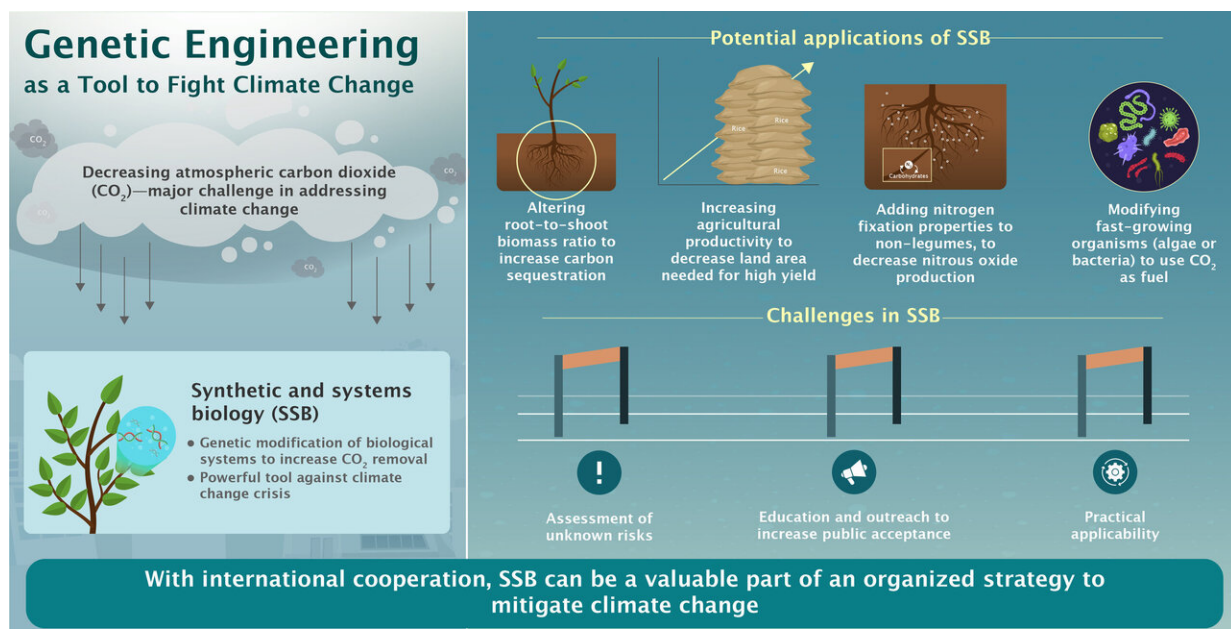 Genetic Engineering
as a Tool to Fight Climate Change
CO₂
CO₂
CO₂
CO₂
Decreasing atmospheric carbon dioxide
(CO₂)—major challenge in addressing
climate change
Synthetic and systems
biology (SSB)
• Genetic modification of biological
systems to increase CO₂ removal
• Powerful tool against climate
change crisis
Potential applications of SSB
Altering
root-to-shoot
biomass ratio to
increase carbon
sequestration
Rice
Rice
Rice
Increasing
agricultural
productivity to
decrease land area
needed for high yield
Carbohydrates
Adding nitrogen
fixation properties to
non-legumes, to
decrease nitrous oxide
production
Modifying
fast-growing
organisms (algae or
bacteria) to use CO₂
as fuel
Challenges in SSB
!
Assessment of
unknown risks
Education and outreach to
increase public acceptance
Practical
applicability
With international cooperation, SSB can be a valuable part of an organized strategy to
mitigate climate change